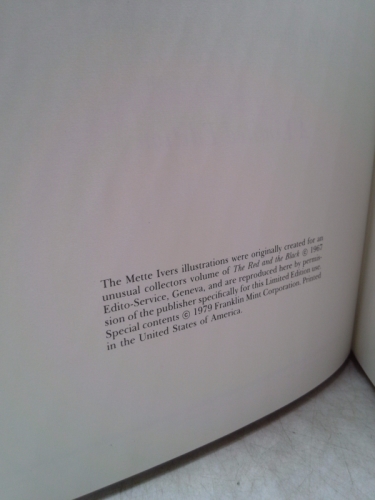 The Mette Ivers illustrations were originally created for an
unusual collectors volume of The Red and the Black © 1967
Edito-Service, Geneva, and are reproduced here by permis-
sion of the publisher specifically for this Limited Edition use.
Special contents © 1979 Franklin Mint Corporation. Printed
in the United States of America.